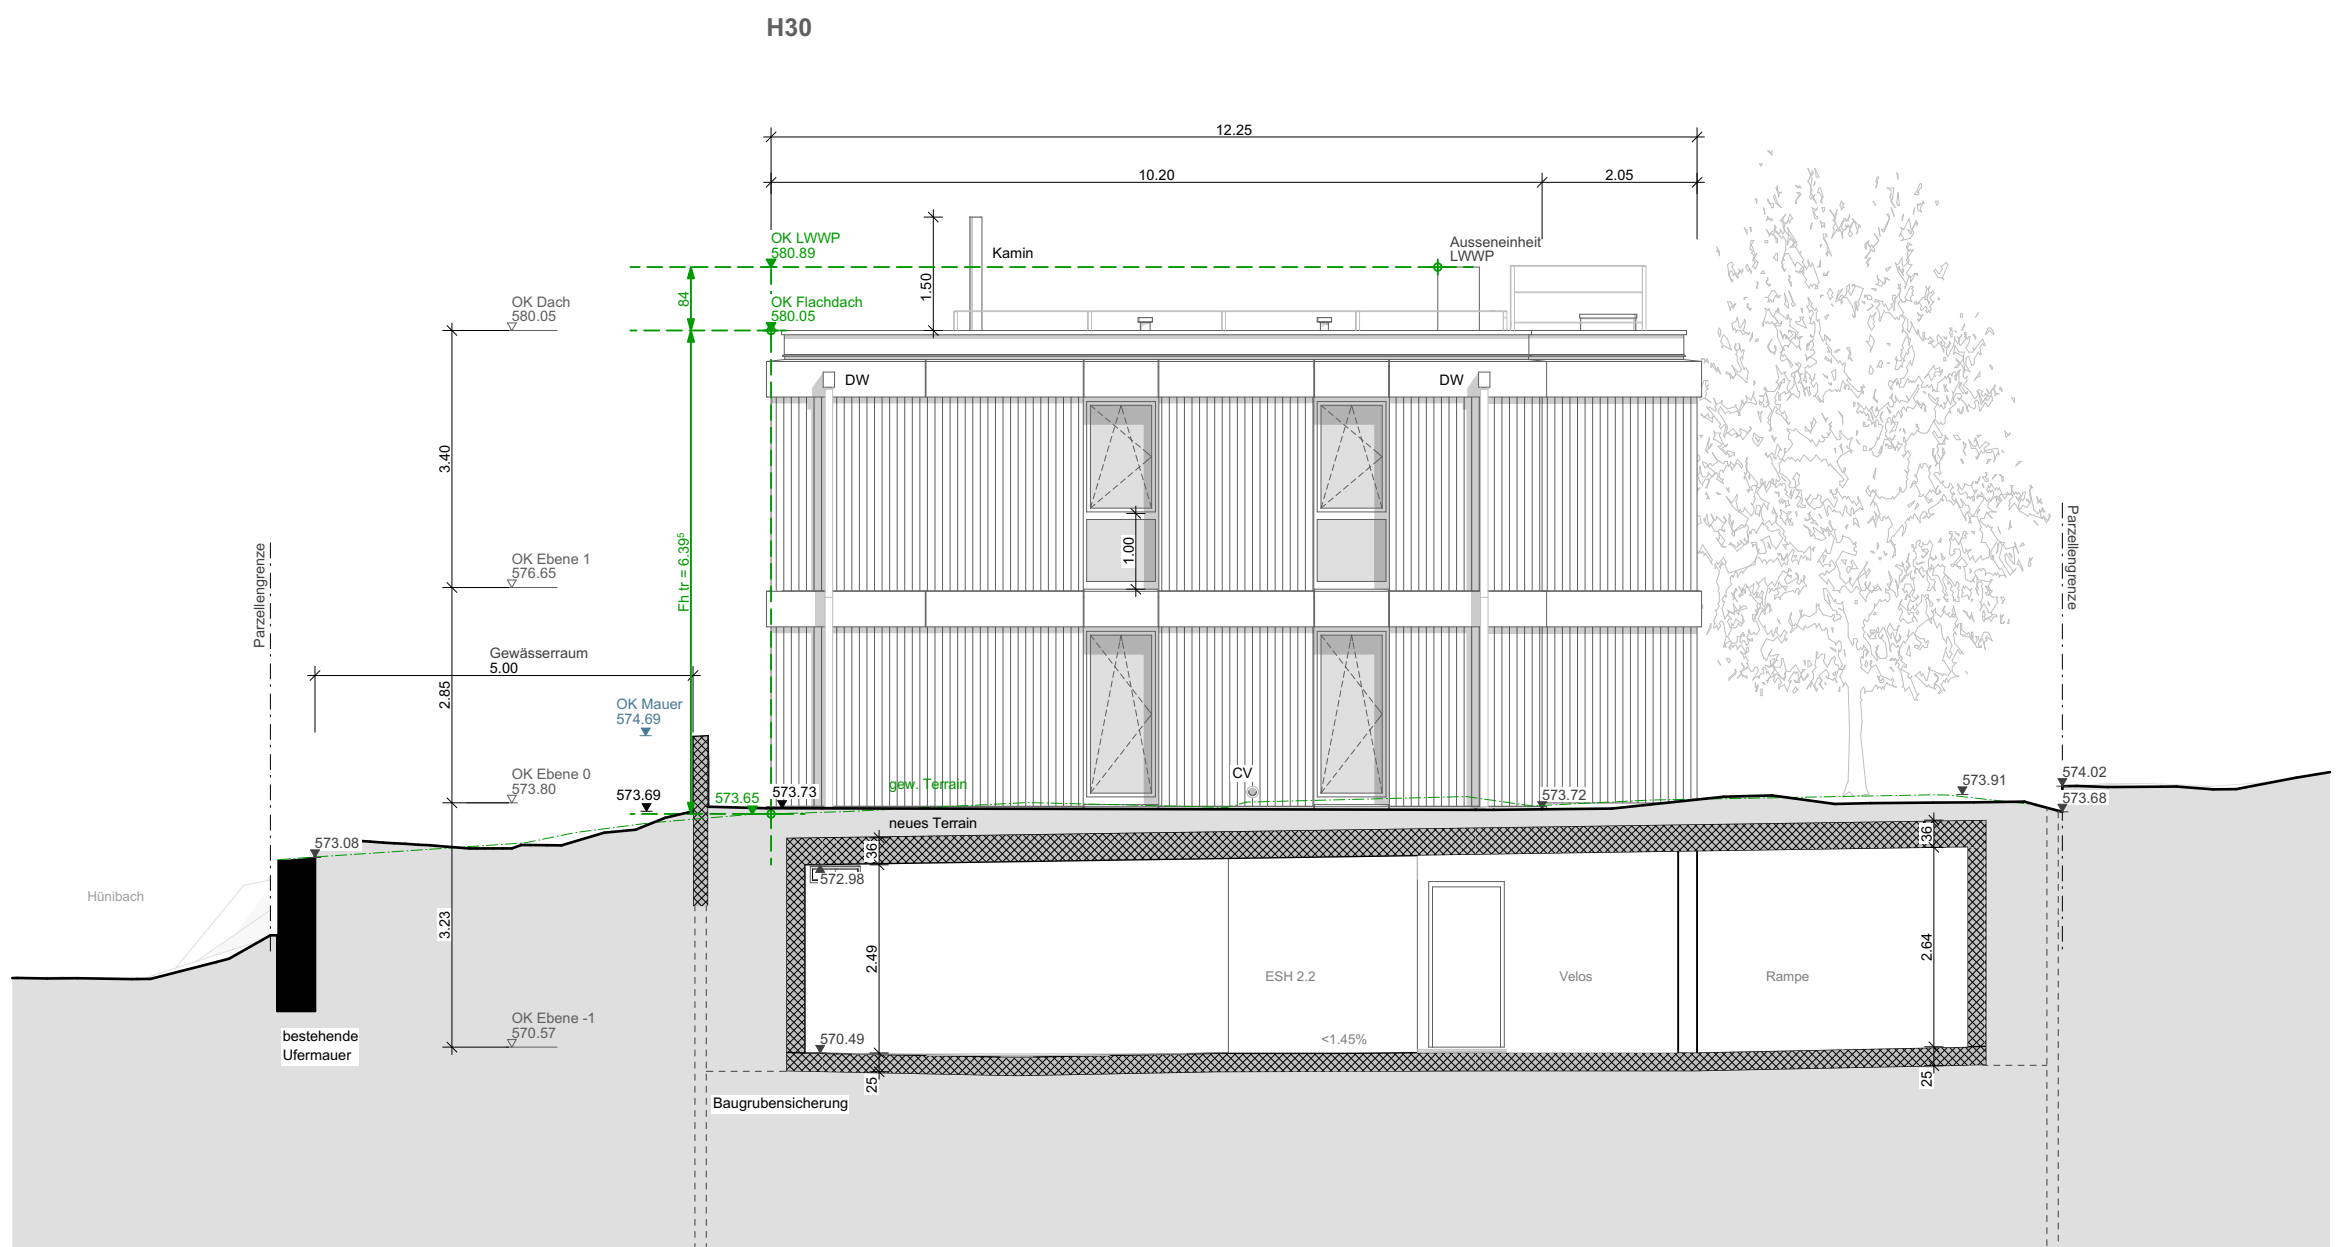 H30
12.25
10.20
2.05
OK LWWP
580.89
Kamin
Ausseneinheit
LWWP
1.50
84
OK Dach
580.05
OK Flachdach
580.05
DW
DW
3.40
Fh tr = 6.39⁵
1.00
Parzellengrenze
Parzellengrenze
OK Ebene 1
576.65
Gewässerraum
5.00
2.85
OK Mauer
574.69
OK Ebene 0
573.80
573.69
573.65
573.73
gew. Terrain
CV
573.72
573.91
574.02
573.68
neues Terrain
573.08
36
36
572.98
Hünibach
3.23
2.49
2.64
ESH 2.2
Velos
Rampe
OK Ebene -1
570.57
570.49
<1.45%
bestehende
Ufermauer
25
25
Baugrubensicherung